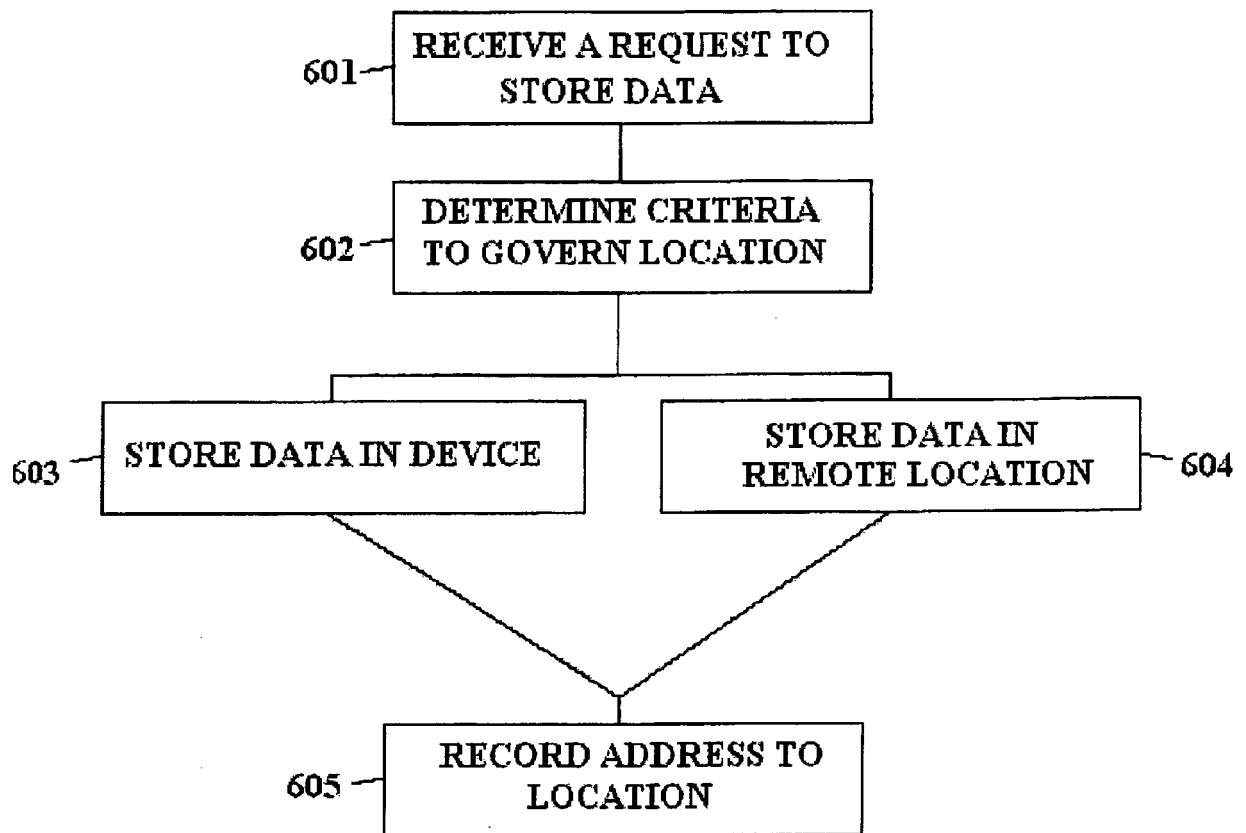 601
RECEIVE A REQUEST TO
STORE DATA
602
DETERMINE CRITERIA
TO GOVERN LOCATION
603
STORE DATA IN DEVICE
STORE DATA IN
REMOTE LOCATION
604
605
RECORD ADDRESS TO
LOCATION